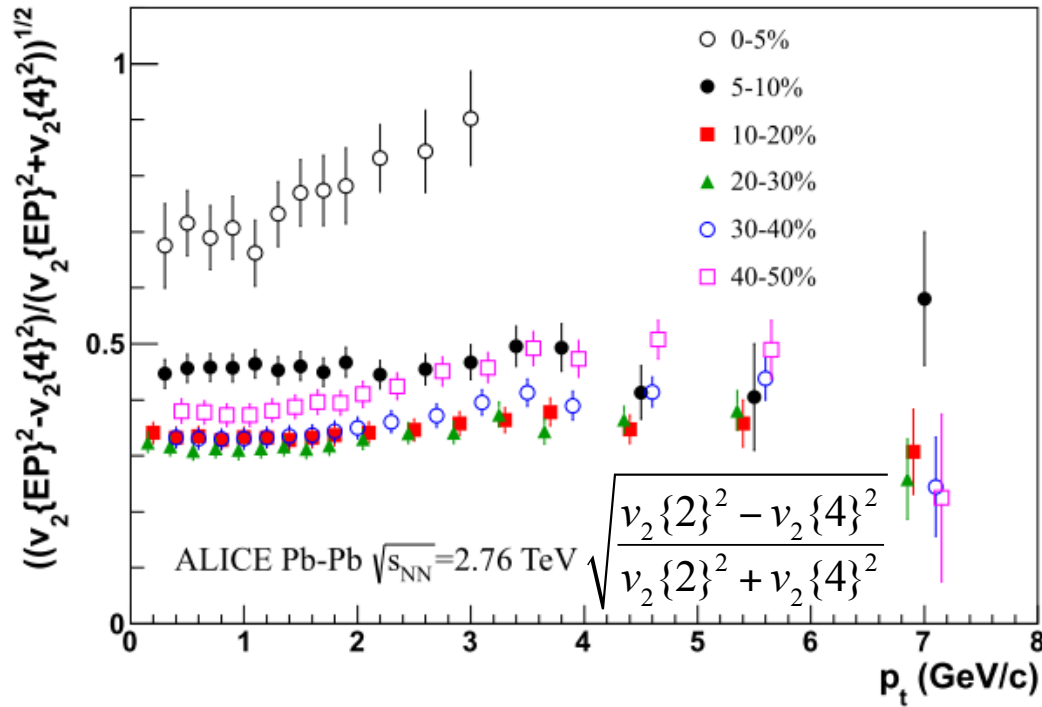 ((v₂{EP}²-v₂{4}²)/(v₂{EP}²+v₂{4}²))^1/2
1
0.5
0
0-5%
5-10%
10-20%
20-30%
30-40%
40-50%
ALICE Pb-Pb √s_NN=2.76 TeV
√((v₂{2}² − v₂{4}²)/(v₂{2}² + v₂{4}²))
0 1 2 3 4 5 6 7 8
p_t (GeV/c)